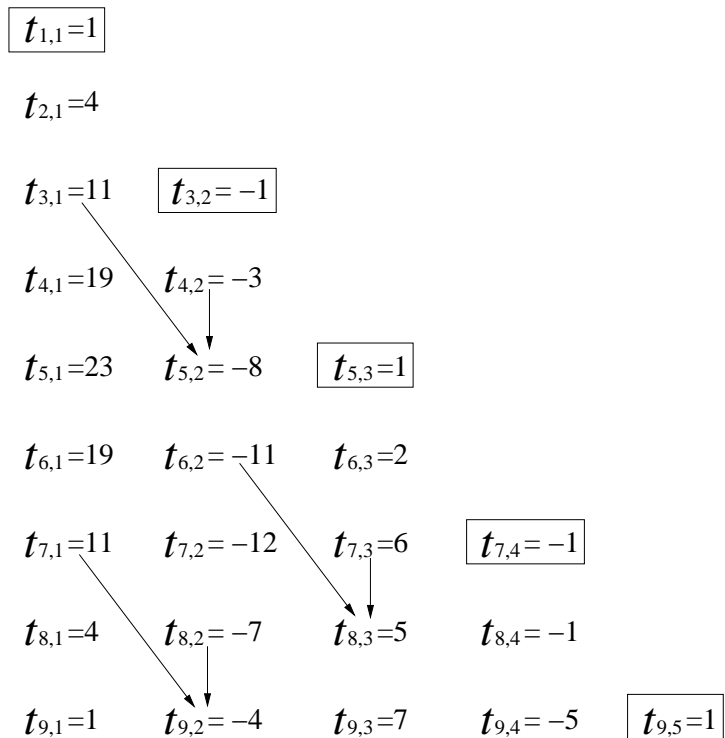 t1,1=1
t2,1=4
t3,1=11 t3,2= −1
t4,1=19 t4,2= −3
t5,1=23 t5,2= −8 t5,3=1
t6,1=19 t6,2= −11 t6,3=2
t7,1=11 t7,2= −12 t7,3=6 t7,4= −1
t8,1=4 t8,2= −7 t8,3=5 t8,4= −1
t9,1=1 t9,2= −4 t9,3=7 t9,4= −5 t9,5=1